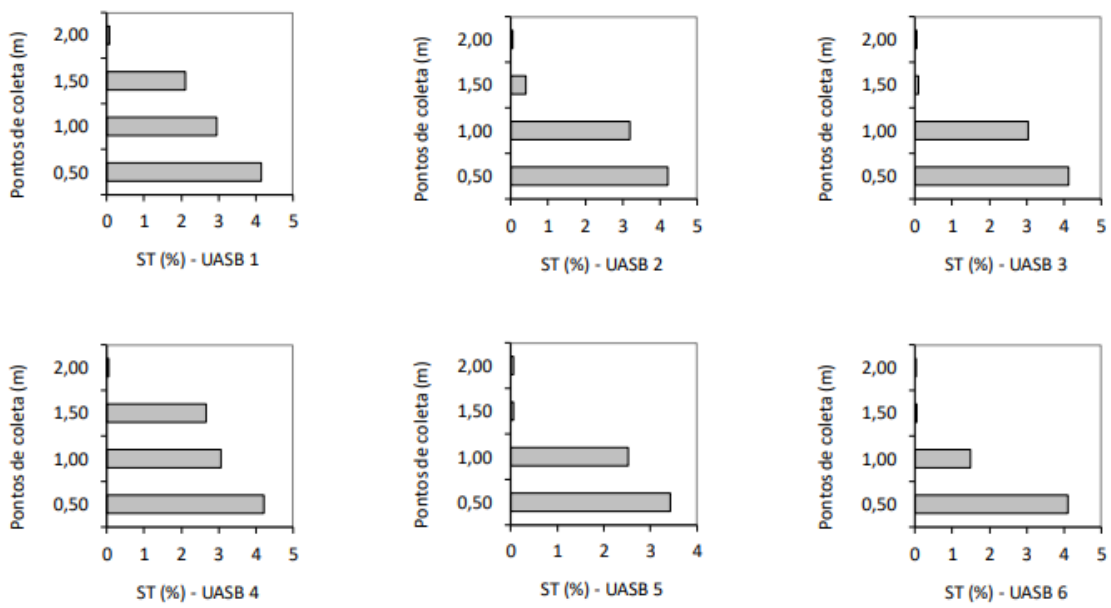 Pontos de coleta (m)
2,00
1,50
1,00
0,50
0 1 2 3 4 5
ST (%) - UASB 1
Pontos de coleta (m)
2,00
1,50
1,00
0,50
0 1 2 3 4 5
ST (%) - UASB 2
Pontos de coleta (m)
2,00
1,50
1,00
0,50
0 1 2 3 4 5
ST (%) - UASB 3
Pontos de coleta (m)
2,00
1,50
1,00
0,50
0 1 2 3 4 5
ST (%) - UASB 4
Pontos de coleta (m)
2,00
1,50
1,00
0,50
0 1 2 3 4
ST (%) - UASB 5
Pontos de coleta (m)
2,00
1,50
1,00
0,50
0 1 2 3 4 5
ST (%) - UASB 6